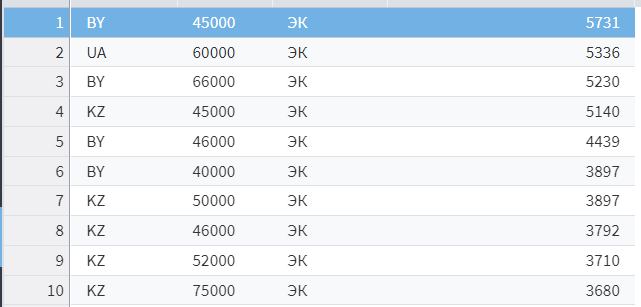 1 BY 45000 ЭК 5731
2 UA 60000 ЭК 5336
3 BY 66000 ЭК 5230
4 KZ 45000 ЭК 5140
5 BY 46000 ЭК 4439
6 BY 40000 ЭК 3897
7 KZ 50000 ЭК 3897
8 KZ 46000 ЭК 3792
9 KZ 52000 ЭК 3710
10 KZ 75000 ЭК 3680